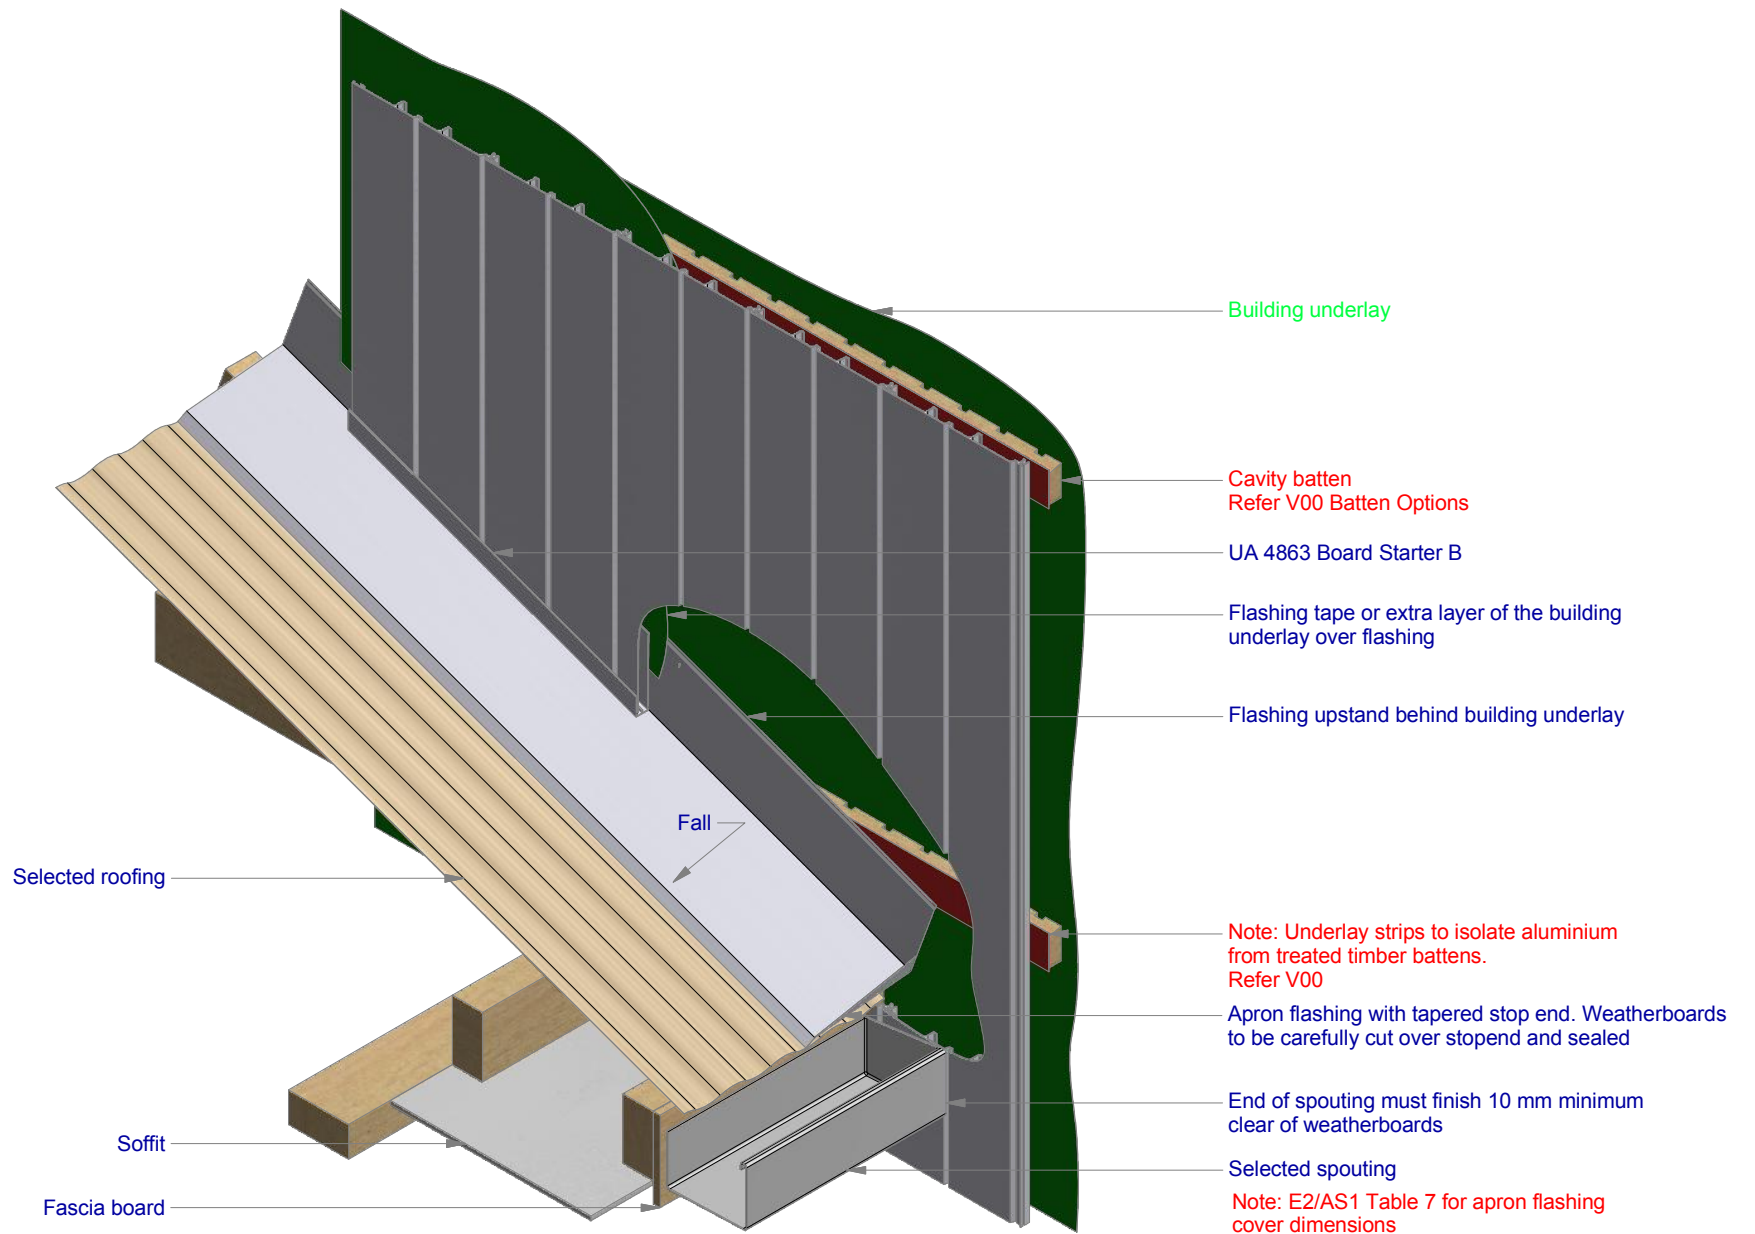 Building underlay
Cavity batten
Refer V00 Batten Options
UA 4863 Board Starter B
Flashing tape or extra layer of the building
underlay over flashing
Flashing upstand behind building underlay
Fall
Selected roofing
Note: Underlay strips to isolate aluminium
from treated timber battens.
Refer V00
Apron flashing with tapered stop end. Weatherboards
to be carefully cut over stopend and sealed
End of spouting must finish 10 mm minimum
clear of weatherboards
Soffit
Selected spouting
Fascia board
Note: E2/AS1 Table 7 for apron flashing
cover dimensions